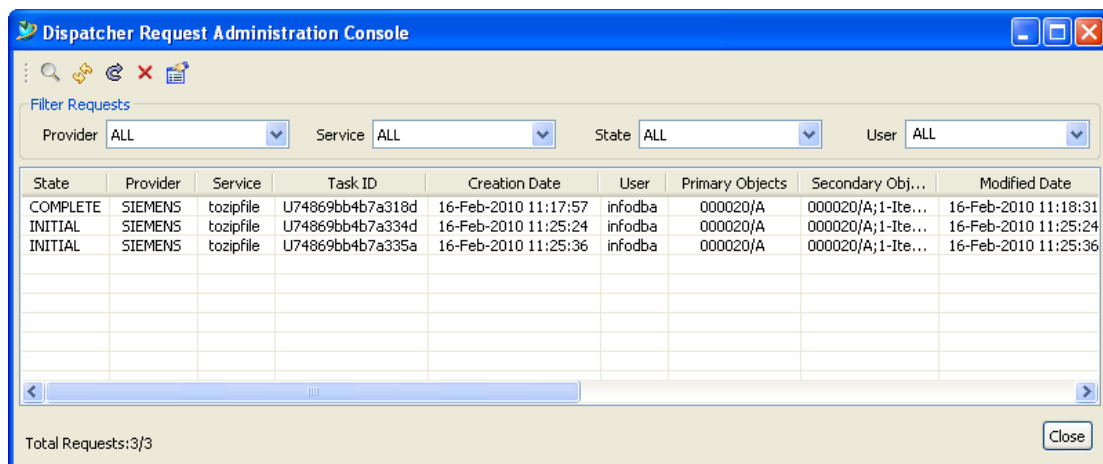 Dispatcher Request Administration Console
Filter Requests
Provider ALL Service ALL State ALL User ALL
State Provider Service Task ID Creation Date User Primary Objects Secondary Obj... Modified Date
COMPLETE SIEMENS tozipfile U74869bb4b7a318d 16-Feb-2010 11:17:57 infodba 000020/A 000020/A;1-Ite... 16-Feb-2010 11:18:31
INITIAL SIEMENS tozipfile U74869bb4b7a334d 16-Feb-2010 11:25:24 infodba 000020/A 000020/A;1-Ite... 16-Feb-2010 11:25:24
INITIAL SIEMENS tozipfile U74869bb4b7a335a 16-Feb-2010 11:25:36 infodba 000020/A 000020/A;1-Ite... 16-Feb-2010 11:25:36
Total Requests:3/3
Close